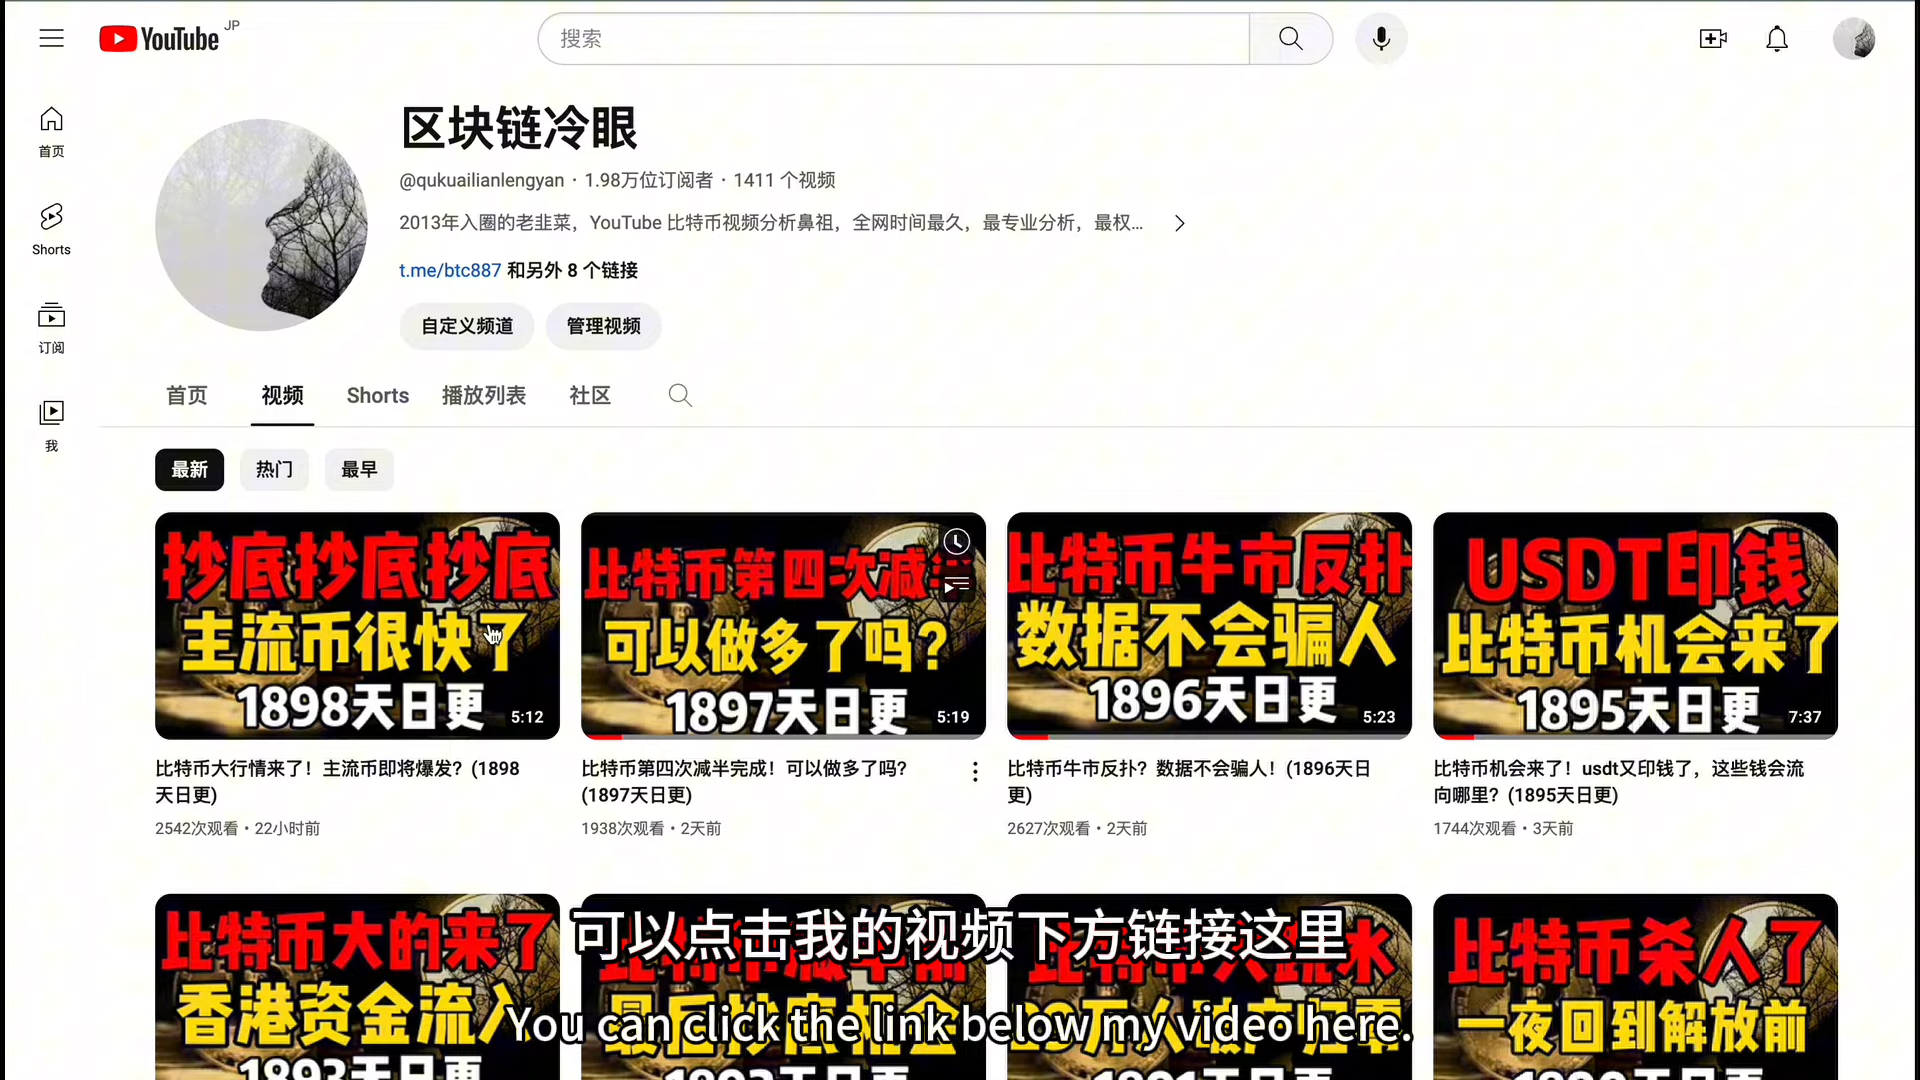 YouTube JP
搜索
首页
Shorts
订阅
我
区块链冷眼
@qukuailianlengyan · 1.98万位订阅者 · 1411 个视频
2013年入圈的老韭菜，YouTube 比特币视频分析鼻祖，全网时间最久，最专业分析，最权...
t.me/btc887 和另外 8 个链接
自定义频道 管理视频
首页 视频 Shorts 播放列表 社区
最新 热门 最早
抄底抄底抄底
主流币很快了
1898天日更
5:12
比特币第四次减
可以做多了吗？
1897天日更
5:19
比特币牛市反扑
数据不会骗人
1896天日更
5:23
USDT印钱
比特币机会来了
1895天日更
7:37
比特币大行情来了！主流币即将爆发？(1898
天日更)
2542次观看 · 22小时前
比特币第四次减半完成！可以做多了吗？
(1897天日更)
1938次观看 · 2天前
比特币牛市反扑？数据不会骗人！(1896天日
更)
2627次观看 · 2天前
比特币机会来了！usdt又印钱了，这些钱会流
向哪里？(1895天日更)
1744次观看 · 3天前
比特币大的来了
香港资金流入
1893天日更
最后抄底机会
比特币杀人了
一夜回到解放前
可以点击我的视频下方链接这里
You can click the link below my video here.